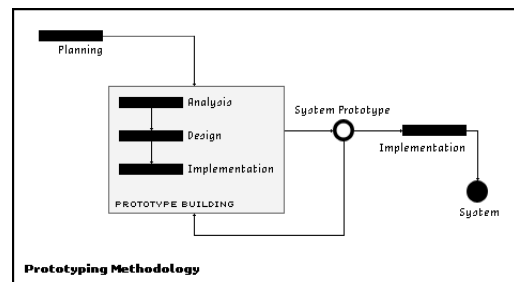 Planning
Analysis
System Prototype
Design
Implementation
Implementation
PROTOTYPE BUILDING
System
Prototyping Methodology